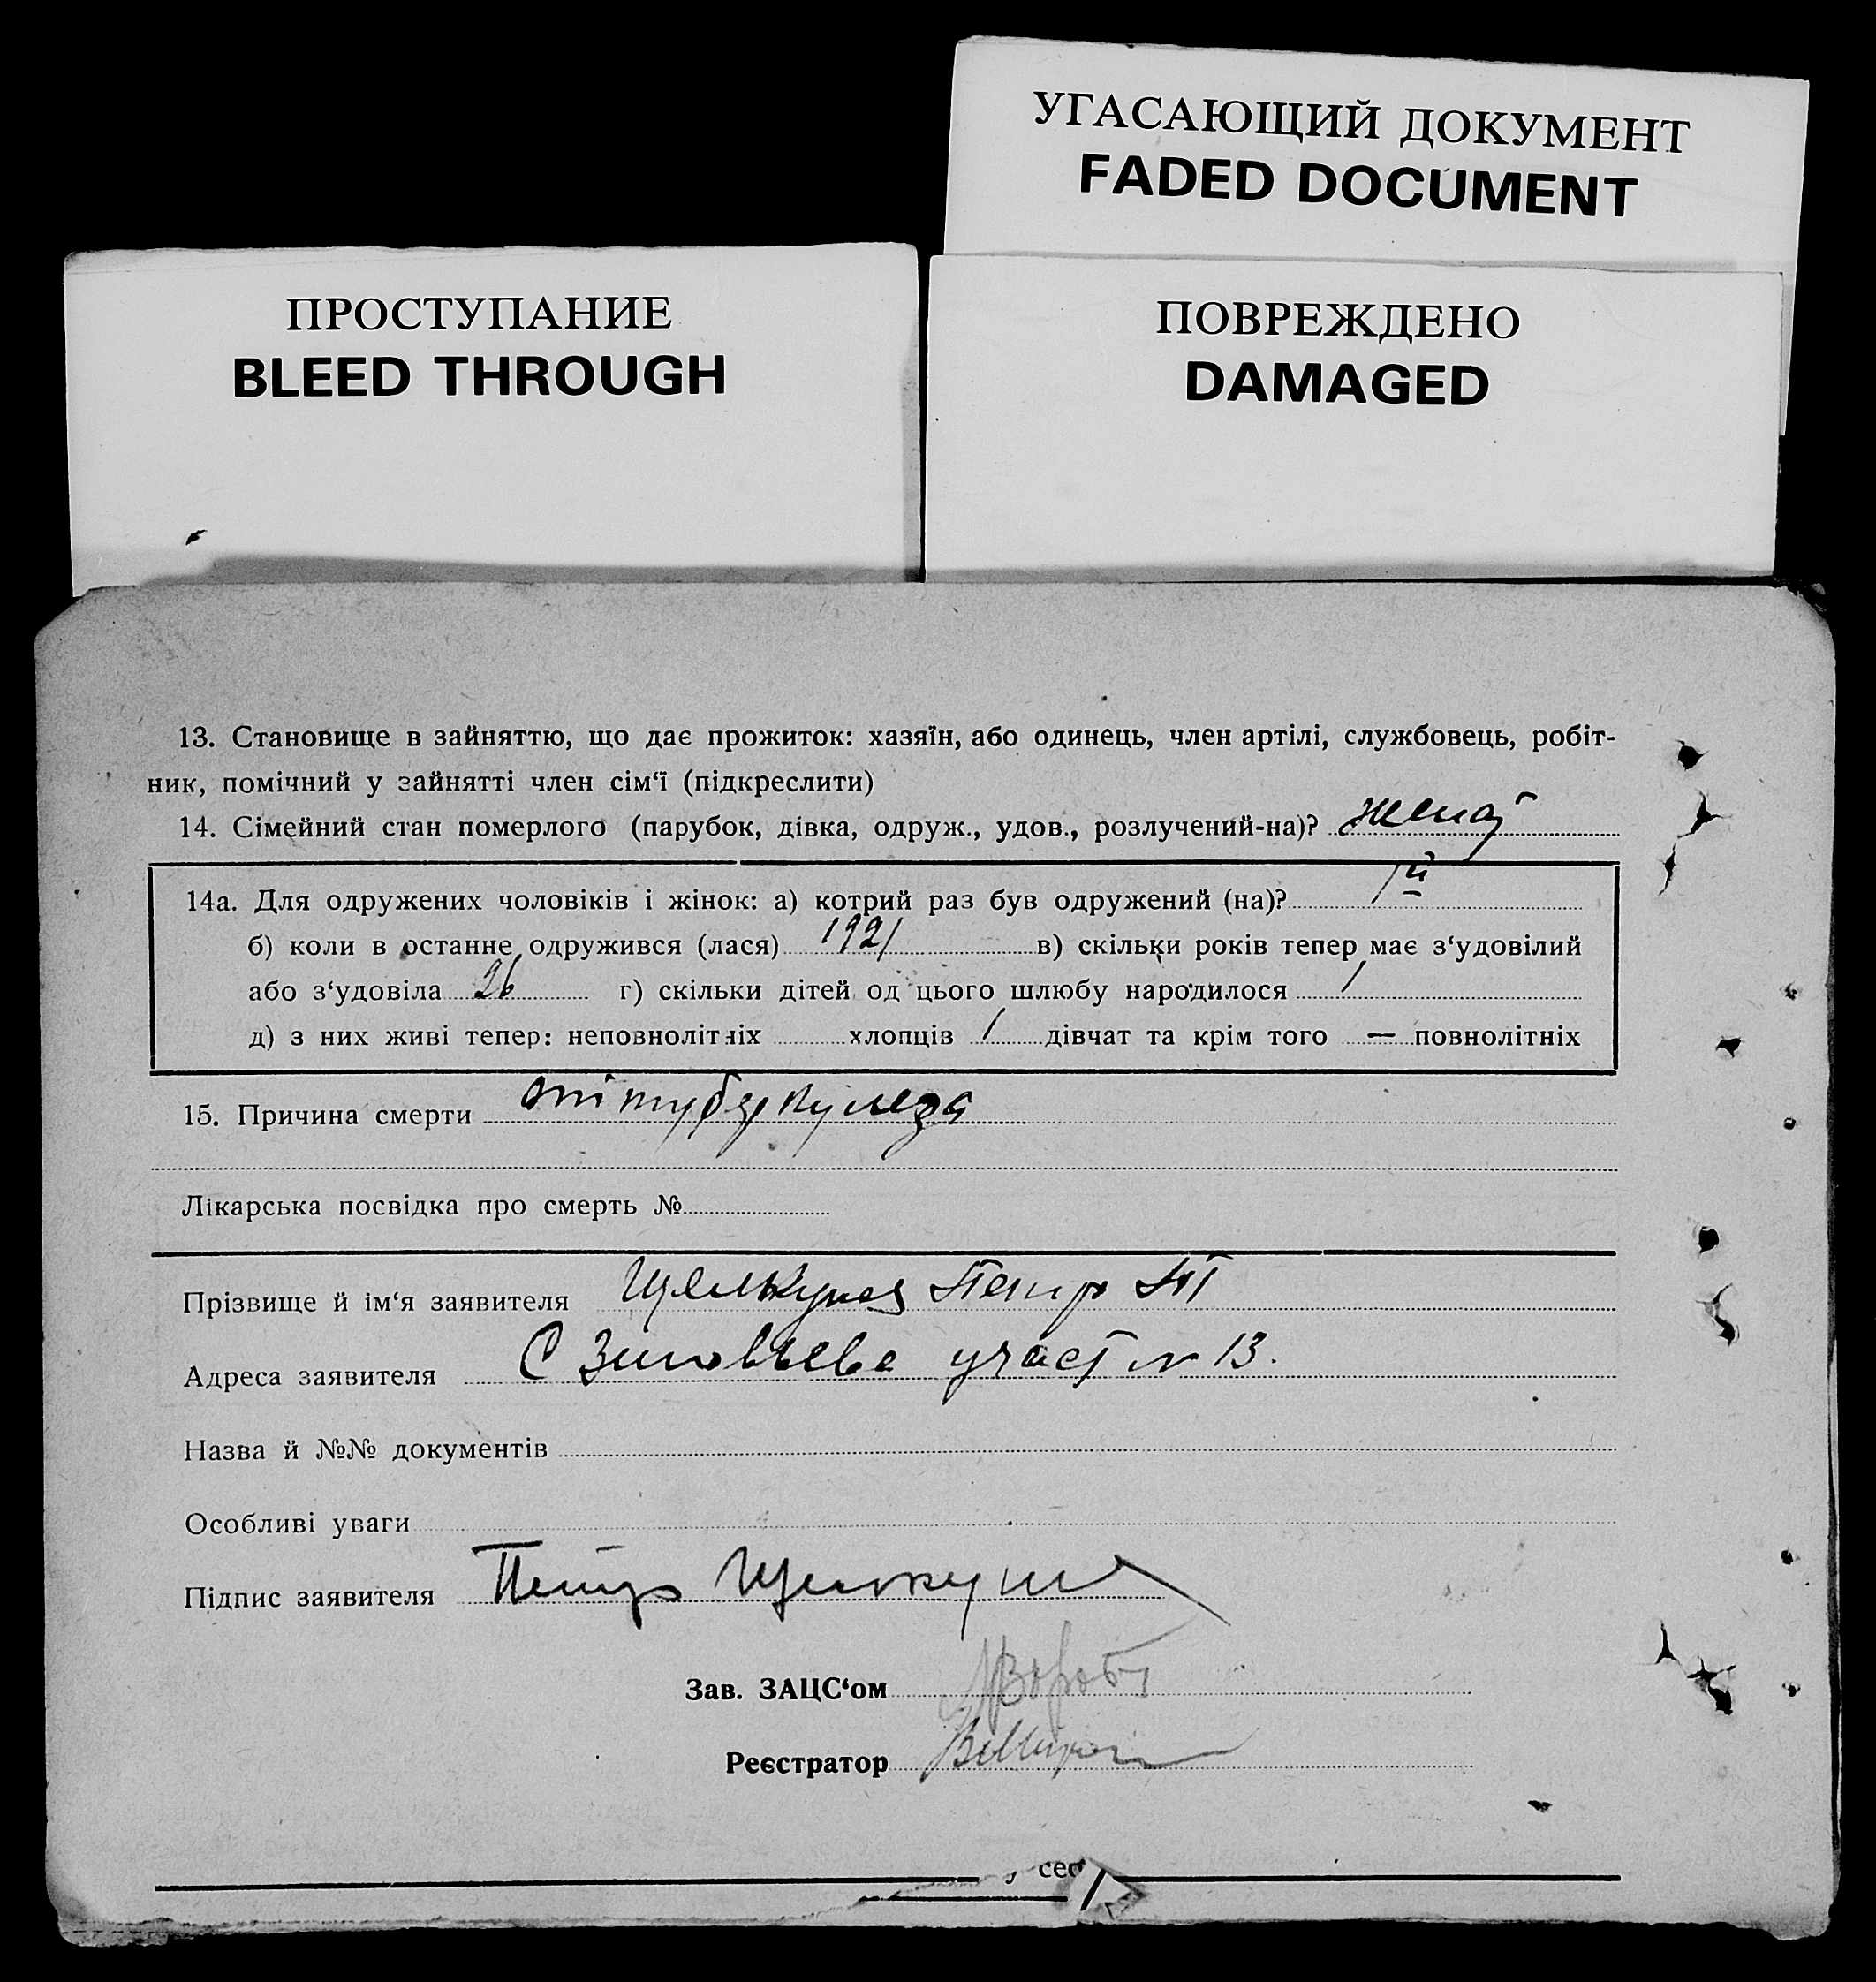 УГАСАЮЩИЙ ДОКУМЕНТ
FADED DOCUMENT
ПРОСТУПАНИЕ
BLEED THROUGH
ПОВРЕЖДЕНО
DAMAGED
13. Становище в зайняттю, що дає прожиток: хазяїн, або одинець, член артілі, службовець, робіт-
ник, помічний у зайнятті член сім‘ї (підкреслити)
14. Сімейний стан померлого (парубок, дівка, одруж., удов., розлучений-на)? женат
14а. Для одружених чоловіків і жінок: а) котрий раз був одружений (на)? 1й
б) коли в останне одружився (лася) 1921 в) скільки років тепер має з‘удовілий
або з‘удовіла 26 г) скільки дітей од цього шлюбу народилося 1
д) з них живі тепер: неповнолітніх хлопців 1 дівчат та крім того — повнолітніх
15. Причина смерти от туберкулеза
Лікарська посвідка про смерть №
Прізвище й ім‘я заявителя Щелкунов Петр
Адреса заявителя С Зиновьева участ № 13.
Назва й №№ документів
Особливі уваги
Підпис заявителя Петр Щелкунов
Зав. ЗАЦС‘ом
Реєстратор
, сео